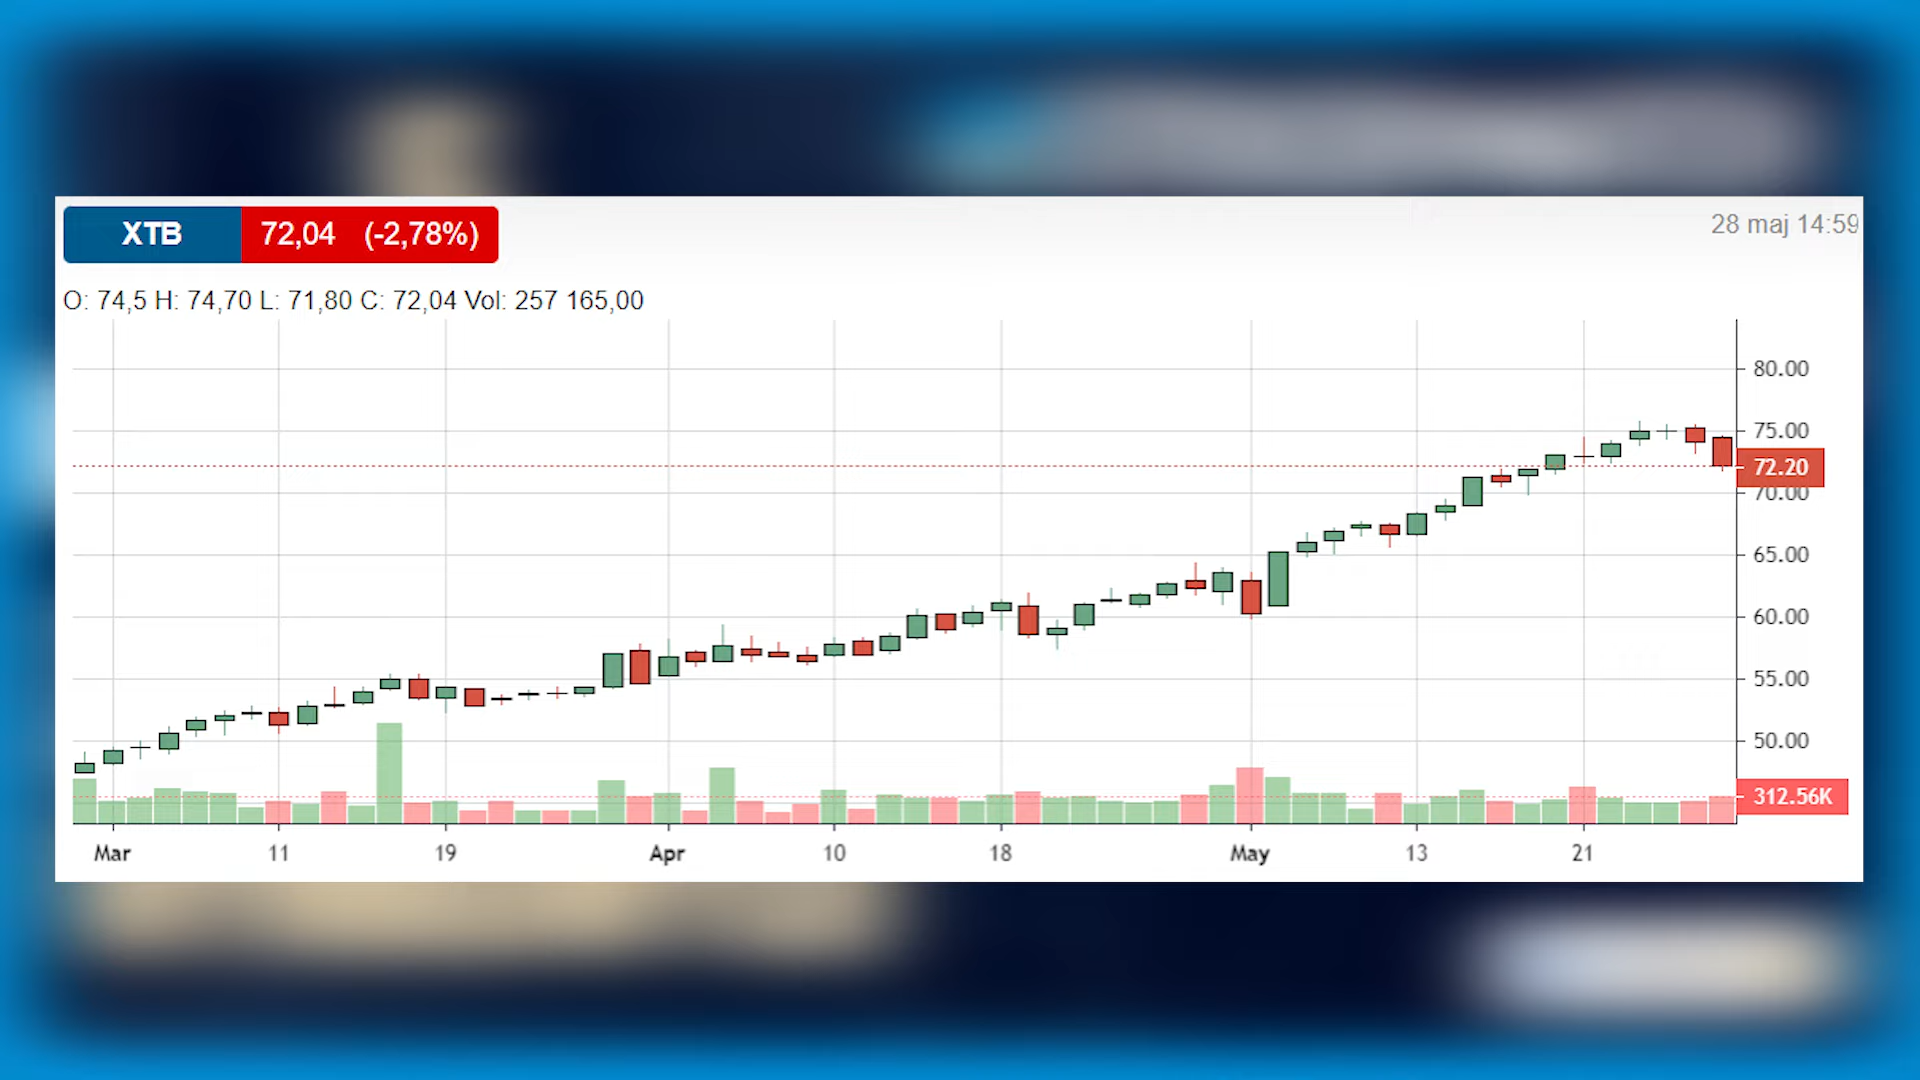 XTB 72,04 (-2,78%)
28 maj 14:59
O: 74,5 H: 74,70 L: 71,80 C: 72,04 Vol: 257 165,00
80.00
75.00
72.20
70.00
65.00
60.00
55.00
50.00
312.56K
Mar 11 19 Apr 10 18 May 13 21